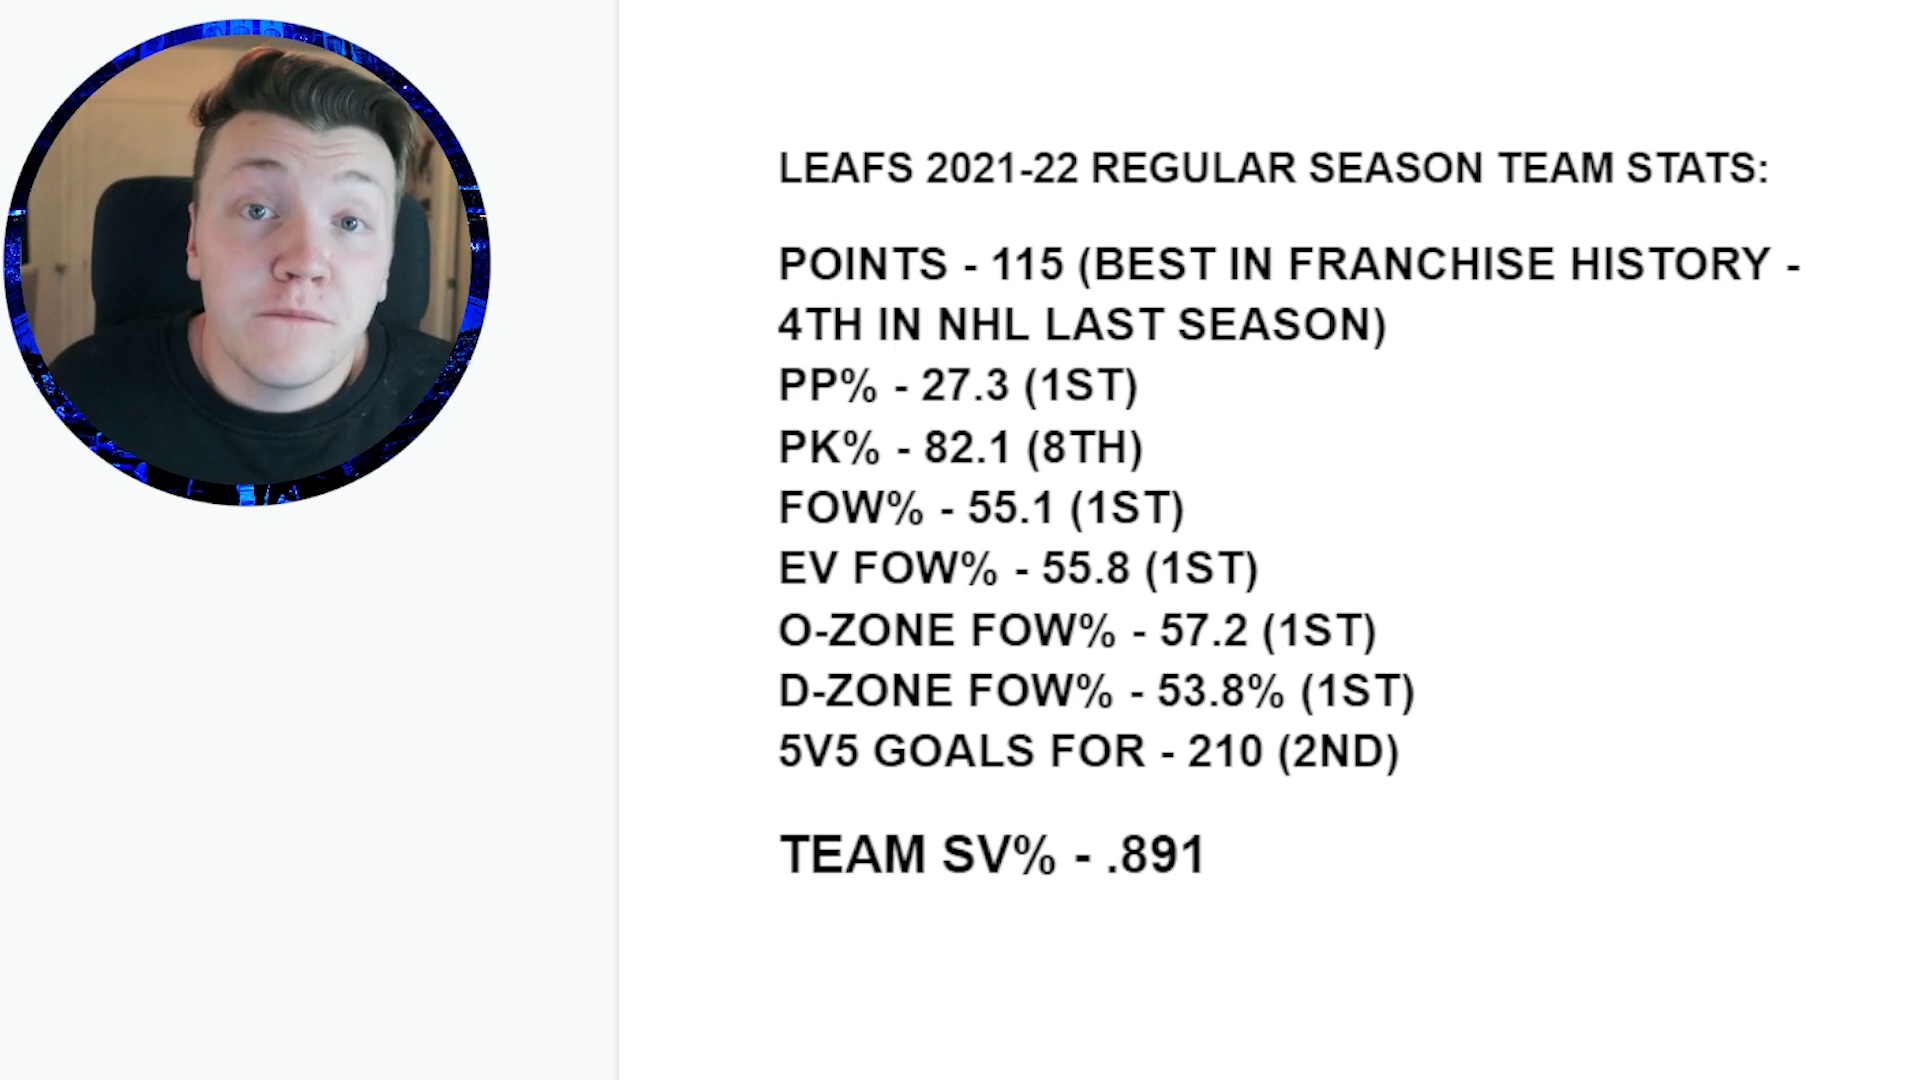 LEAFS 2021-22 REGULAR SEASON TEAM STATS:
POINTS - 115 (BEST IN FRANCHISE HISTORY -
4TH IN NHL LAST SEASON)
PP% - 27.3 (1ST)
PK% - 82.1 (8TH)
FOW% - 55.1 (1ST)
EV FOW% - 55.8 (1ST)
O-ZONE FOW% - 57.2 (1ST)
D-ZONE FOW% - 53.8% (1ST)
5V5 GOALS FOR - 210 (2ND)
TEAM SV% - .891